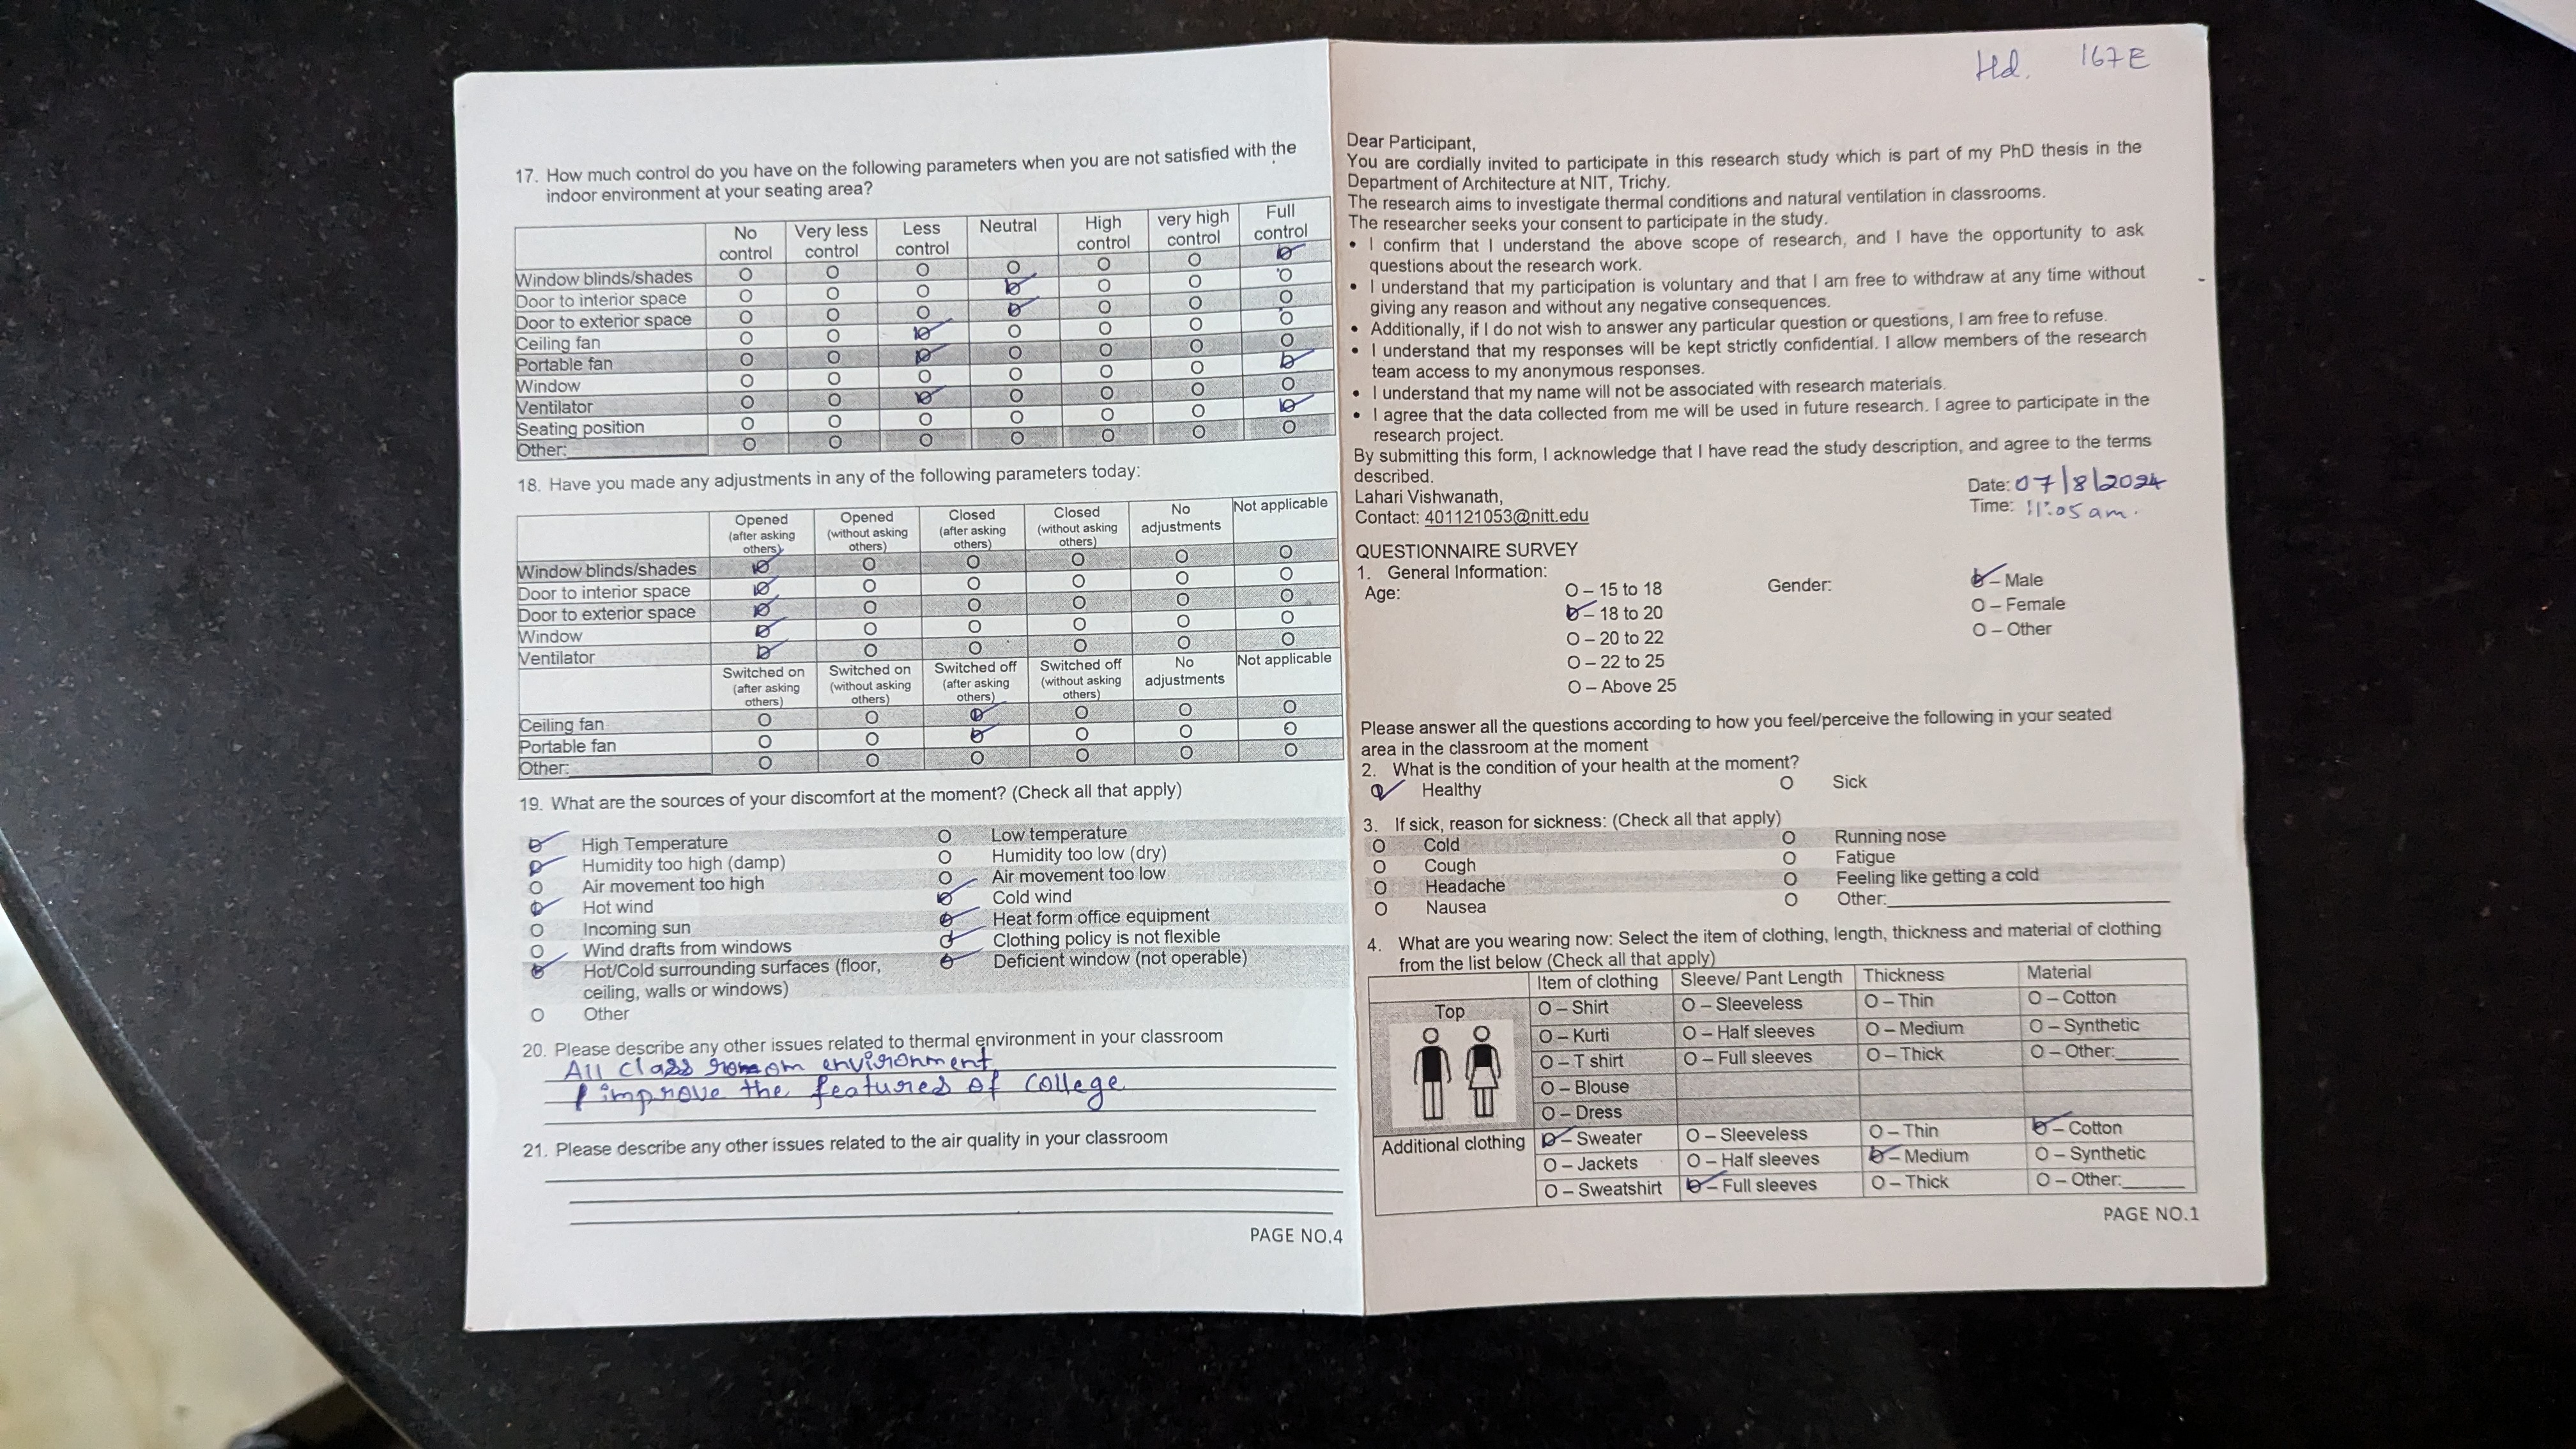 17. How much control do you have on the following parameters when you are not satisfied with the
indoor environment at your seating area?
No control Very less control Less control Neutral High control very high control Full control
Window blinds/shades
Door to interior space
Door to exterior space
Ceiling fan
Portable fan
Window
Ventilator
Seating position
Other:
18. Have you made any adjustments in any of the following parameters today:
Opened (after asking others) Opened (without asking others) Closed (after asking others) Closed (without asking others) No adjustments Not applicable
Window blinds/shades
Door to interior space
Door to exterior space
Window
Ventilator
Switched on (after asking others) Switched on (without asking others) Switched off (after asking others) Switched off (without asking others) No adjustments Not applicable
Ceiling fan
Portable fan
Other:
19. What are the sources of your discomfort at the moment? (Check all that apply)
High Temperature O Low temperature
Humidity too high (damp) O Humidity too low (dry)
O Air movement too high O Air movement too low
Hot wind Cold wind
O Incoming sun Heat form office equipment
O Wind drafts from windows Clothing policy is not flexible
Hot/Cold surrounding surfaces (floor, Deficient window (not operable)
ceiling, walls or windows)
O Other
20. Please describe any other issues related to thermal environment in your classroom
All class room environment
improve the features of college
21. Please describe any other issues related to the air quality in your classroom
PAGE NO.4
Hd. 167E
Dear Participant,
You are cordially invited to participate in this research study which is part of my PhD thesis in the
Department of Architecture at NIT, Trichy.
The research aims to investigate thermal conditions and natural ventilation in classrooms.
The researcher seeks your consent to participate in the study.
• I confirm that I understand the above scope of research, and I have the opportunity to ask
questions about the research work.
• I understand that my participation is voluntary and that I am free to withdraw at any time without
giving any reason and without any negative consequences.
• Additionally, if I do not wish to answer any particular question or questions, I am free to refuse.
• I understand that my responses will be kept strictly confidential. I allow members of the research
team access to my anonymous responses.
• I understand that my name will not be associated with research materials.
• I agree that the data collected from me will be used in future research. I agree to participate in the
research project.
By submitting this form, I acknowledge that I have read the study description, and agree to the terms
described.
Lahari Vishwanath,
Contact: 401121053@nitt.edu
Date: 07/8/2024
Time: 11:05 am.
QUESTIONNAIRE SURVEY
1. General Information:
Age: O – 15 to 18 Gender: – Male
– 18 to 20 O – Female
O – 20 to 22 O – Other
O – 22 to 25
O – Above 25
Please answer all the questions according to how you feel/perceive the following in your seated
area in the classroom at the moment
2. What is the condition of your health at the moment?
Healthy O Sick
3. If sick, reason for sickness: (Check all that apply)
O Cold O Running nose
O Cough O Fatigue
O Headache O Feeling like getting a cold
O Nausea O Other:
4. What are you wearing now: Select the item of clothing, length, thickness and material of clothing
from the list below (Check all that apply)
Item of clothing Sleeve/ Pant Length Thickness Material
Top O – Shirt O – Sleeveless O – Thin O – Cotton
O – Kurti O – Half sleeves O – Medium O – Synthetic
O – T shirt O – Full sleeves O – Thick O – Other:
O – Blouse
O – Dress
Additional clothing – Sweater O – Sleeveless O – Thin – Cotton
O – Jackets O – Half sleeves – Medium O – Synthetic
O – Sweatshirt – Full sleeves O – Thick O – Other:
PAGE NO.1